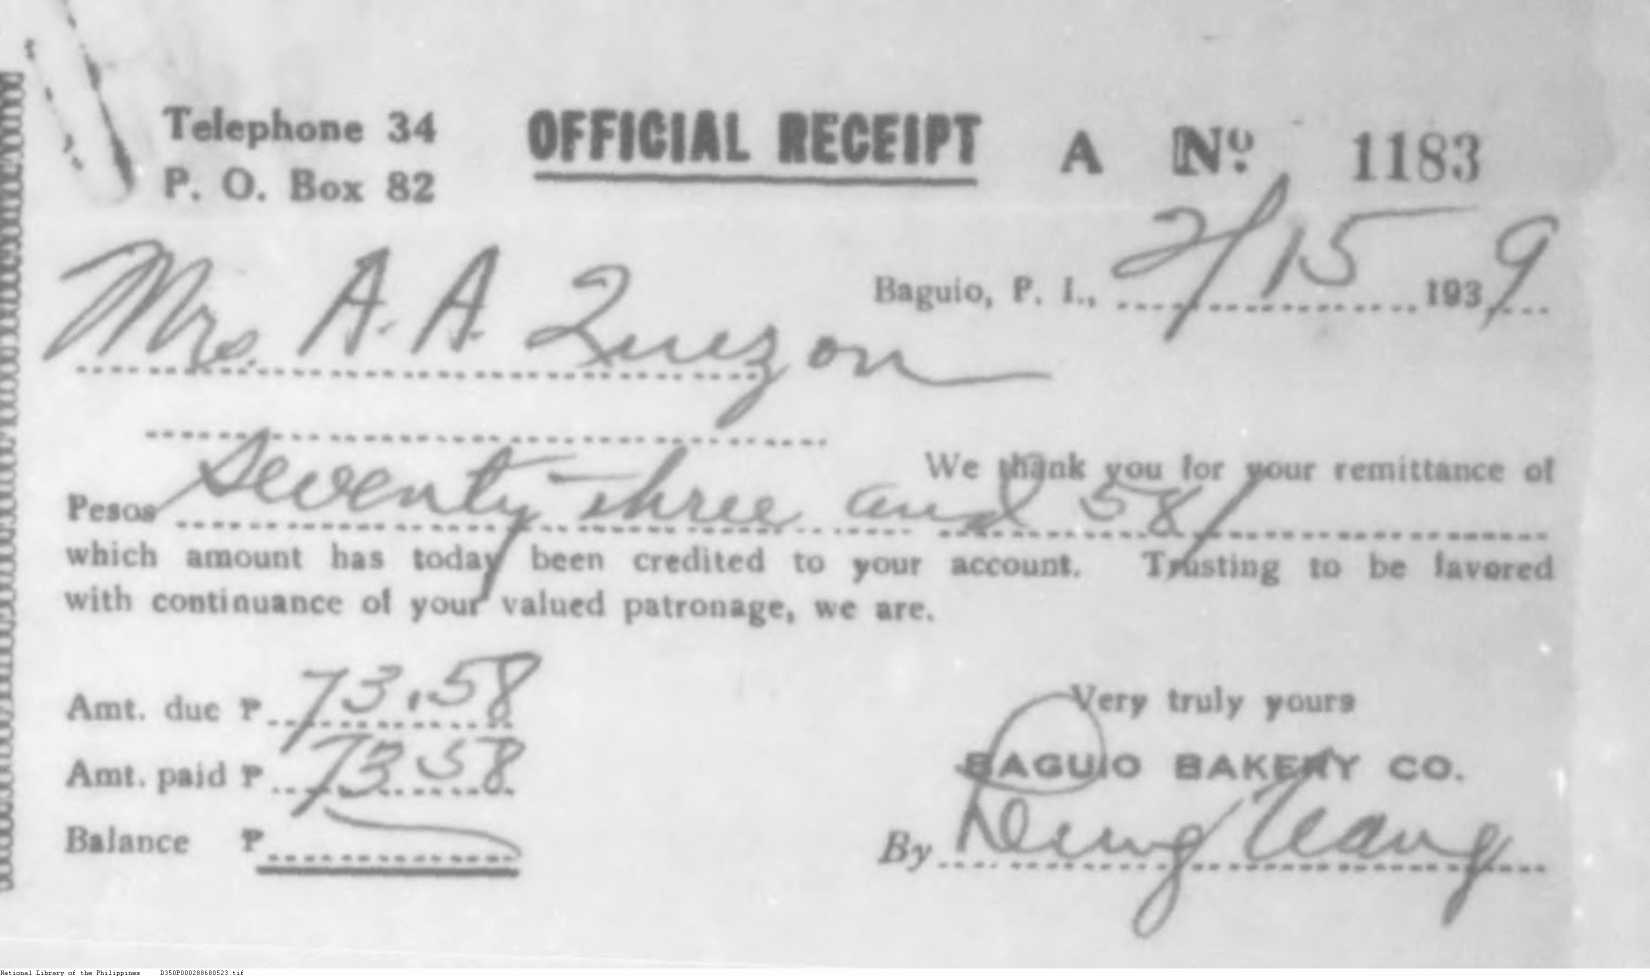 Telephone 34
P. O. Box 82
OFFICIAL RECEIPT A Nº 1183
Baguio, P. I., 2/15 1939
Mrs. A. A. Quezon
We thank you for your remittance of
Pesos Seventy three and 58/
which amount has today been credited to your account. Trusting to be favored
with continuance of your valued patronage, we are.
Amt. due ₱ 73.58
Amt. paid ₱ 73 58
Balance ₱
Very truly yours
BAGUIO BAKERY CO.
By
National Library of the Philippines D350P000288680523.tif